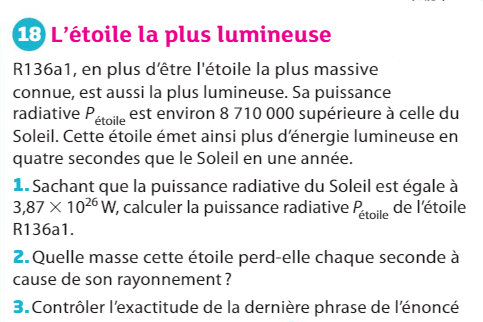 18 L'étoile la plus lumineuse
R136a1, en plus d'être l'étoile la plus massive
connue, est aussi la plus lumineuse. Sa puissance
radiative Pétoile est environ 8 710 000 supérieure à celle du
Soleil. Cette étoile émet ainsi plus d'énergie lumineuse en
quatre secondes que le Soleil en une année.
1. Sachant que la puissance radiative du Soleil est égale à
3,87 × 10²⁶ W, calculer la puissance radiative Pétoile de l'étoile
R136a1.
2. Quelle masse cette étoile perd-elle chaque seconde à
cause de son rayonnement ?
3. Contrôler l'exactitude de la dernière phrase de l'énoncé